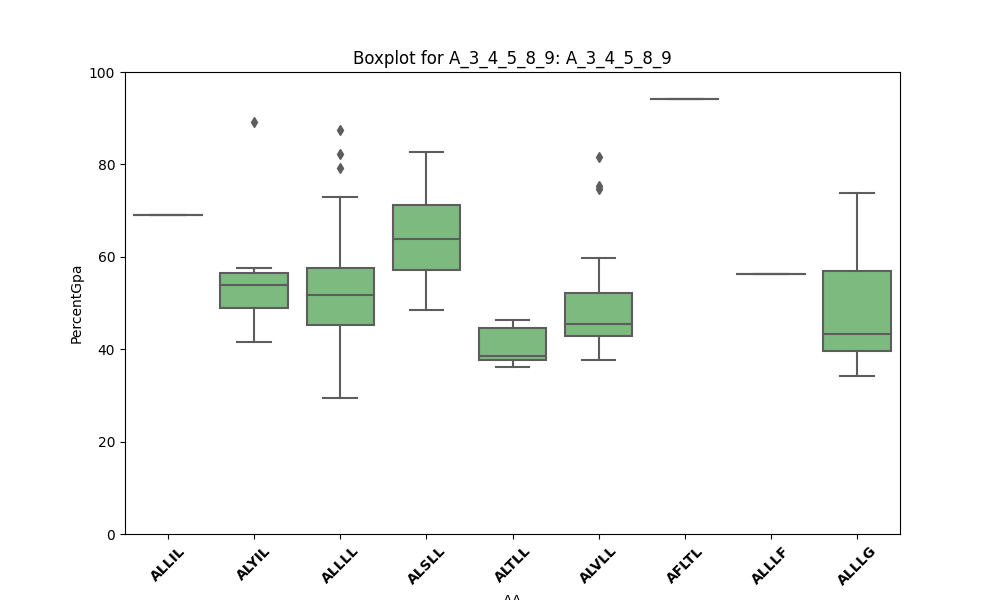 Boxplot for A_3_4_5_8_9: A_3_4_5_8_9
100
80
60
40
20
0
PercentGpa
ALLIL
ALYIL
ALLLL
ALSLL
ALTLL
ALVLL
AFLTL
ALLLF
ALLLG
AA